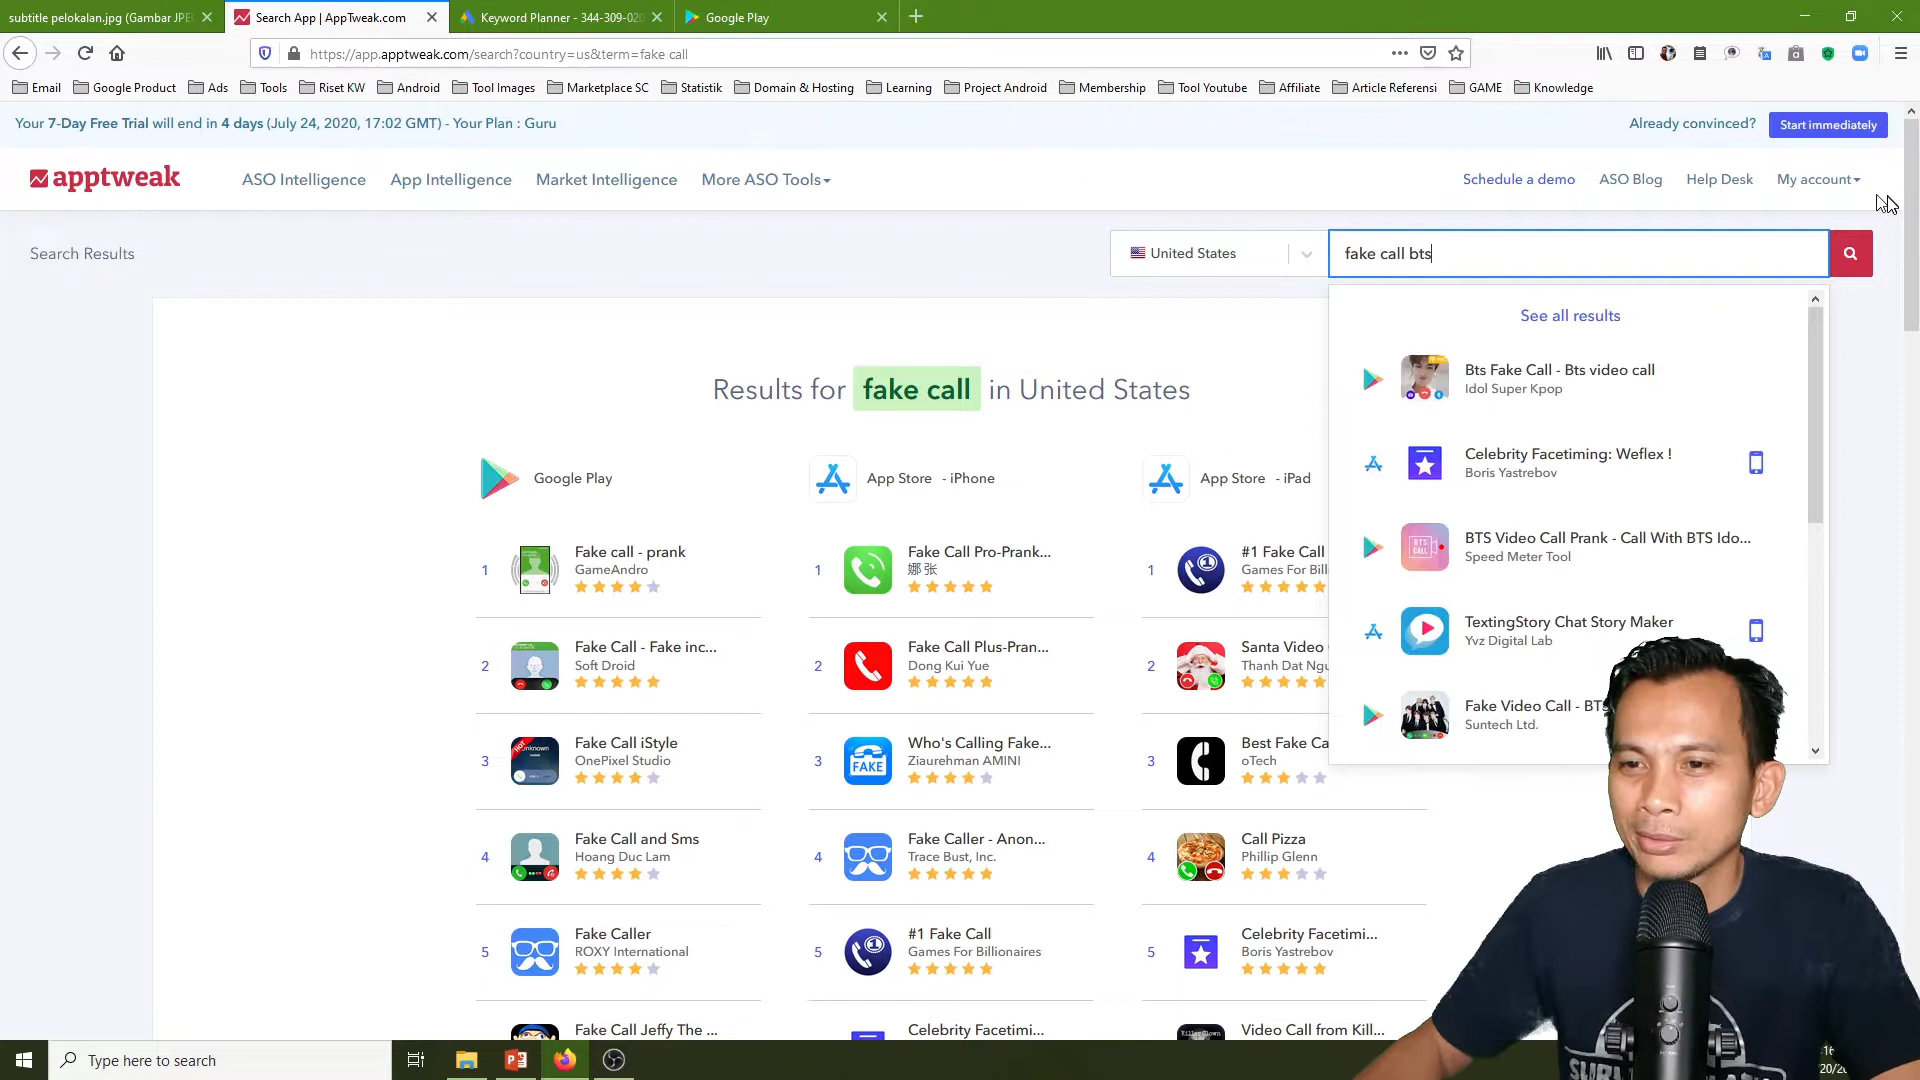 subtitle pelokalan.jpg (Gambar JPE
Search App | AppTweak.com
Keyword Planner - 344-309-02
Google Play
https://app.apptweak.com/search?country=us&term=fake call
Email
Google Product
Ads
Tools
Riset KW
Android
Tool Images
Marketplace SC
Statistik
Domain & Hosting
Learning
Project Android
Membership
Tool Youtube
Affiliate
Article Referensi
GAME
Knowledge
Your 7-Day Free Trial will end in 4 days (July 24, 2020, 17:02 GMT) - Your Plan : Guru
Already convinced?
Start immediately
apptweak
ASO Intelligence
App Intelligence
Market Intelligence
More ASO Tools
Schedule a demo
ASO Blog
Help Desk
My account
Search Results
United States
fake call bts
See all results
Bts Fake Call - Bts video call
Idol Super Kpop
Celebrity Facetiming: Weflex !
Boris Yastrebov
BTS Video Call Prank - Call With BTS Ido...
Speed Meter Tool
TextingStory Chat Story Maker
Yvz Digital Lab
Fake Video Call - BTS
Suntech Ltd.
Results for fake call in United States
Google Play
App Store - iPhone
App Store - iPad
1
Fake call - prank
GameAndro
2
Fake Call - Fake inc...
Soft Droid
3
Fake Call iStyle
OnePixel Studio
4
Fake Call and Sms
Hoang Duc Lam
5
Fake Caller
ROXY International
Fake Call Jeffy The ...
1
Fake Call Pro-Prank...
娜 张
2
Fake Call Plus-Pran...
Dong Kui Yue
3
FAKE
Who's Calling Fake...
Ziaurehman AMINI
4
Fake Caller - Anon...
Trace Bust, Inc.
5
#1 Fake Call
Games For Billionaires
Celebrity Facetimi...
1
#1 Fake Call
Games For Bill
2
Santa Video
Thanh Dat Ngu
3
Best Fake Ca
oTech
4
Call Pizza
Phillip Glenn
5
Celebrity Facetimi...
Boris Yastrebov
Video Call from Kill...
Type here to search